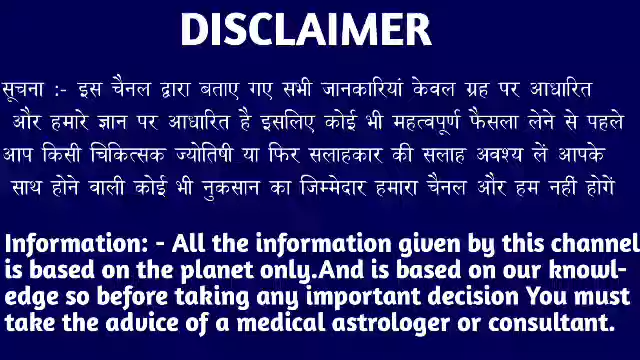 DISCLAIMER
सूचना :- इस चैनल द्वारा बताए गए सभी जानकारियां केवल ग्रह पर आधारित
और हमारे ज्ञान पर आधारित है इसलिए कोई भी महत्वपूर्ण फैसला लेने से पहले
आप किसी चिकित्सक ज्योतिषी या फिर सलाहकार की सलाह अवश्य लें आपके
साथ होने वाली कोई भी नुकसान का जिम्मेदार हमारा चैनल और हम नहीं होगें
Information: - All the information given by this channel
is based on the planet only.And is based on our knowl-
edge so before taking any important decision You must
take the advice of a medical astrologer or consultant.